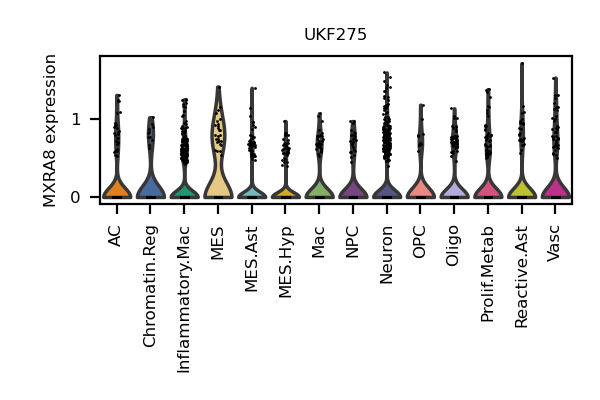 UKF275
MXRA8 expression
1
0
AC
Chromatin.Reg
Inflammatory.Mac
MES
MES.Ast
MES.Hyp
Mac
NPC
Neuron
OPC
Oligo
Prolif.Metab
Reactive.Ast
Vasc